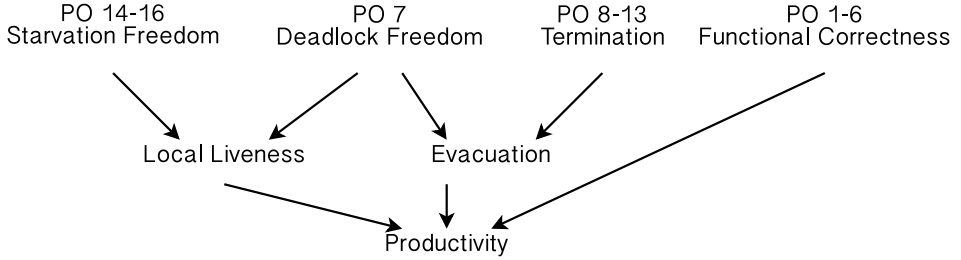 PO 14-16
Starvation Freedom
PO 7
Deadlock Freedom
PO 8-13
Termination
PO 1-6
Functional Correctness
Local Liveness
Evacuation
Productivity